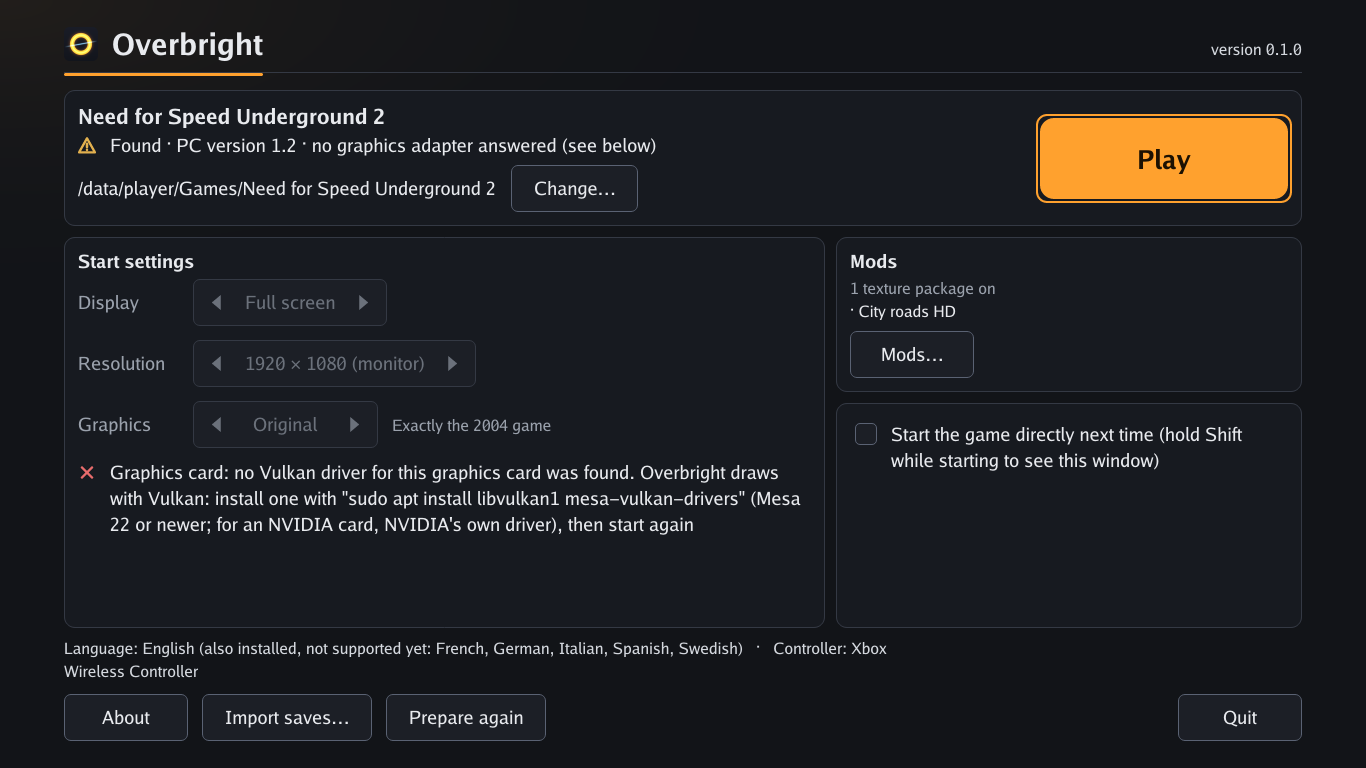 Overbright
version 0.1.0
Need for Speed Underground 2
Found · PC version 1.2 · no graphics adapter answered (see below)
Play
/data/player/Games/Need for Speed Underground 2
Change…
Start settings
Display
Full screen
Resolution
1920 × 1080 (monitor)
Graphics
Original
Exactly the 2004 game
Graphics card: no Vulkan driver for this graphics card was found. Overbright draws
with Vulkan: install one with "sudo apt install libvulkan1 mesa-vulkan-drivers" (Mesa
22 or newer; for an NVIDIA card, NVIDIA's own driver), then start again
Mods
1 texture package on
· City roads HD
Mods…
Start the game directly next time (hold Shift
while starting to see this window)
Language: English (also installed, not supported yet: French, German, Italian, Spanish, Swedish) · Controller: Xbox
Wireless Controller
About
Import saves…
Prepare again
Quit